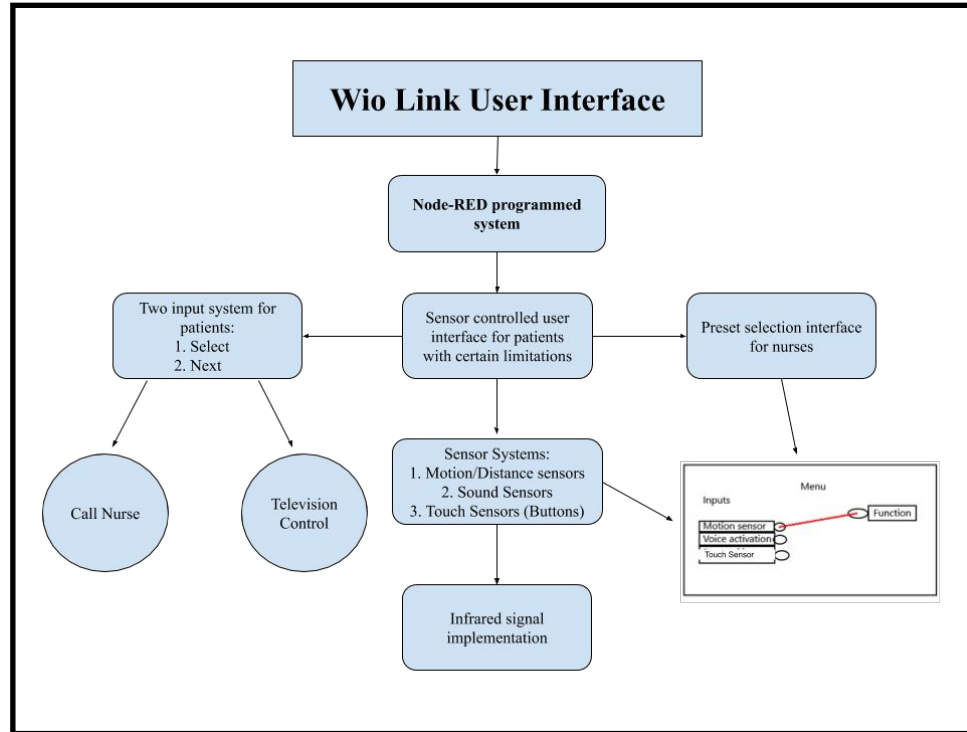 Wio Link User Interface
Node-RED programmed
system
Two input system for
patients:
1. Select
2. Next
Sensor controlled user
interface for patients
with certain limitations
Preset selection interface
for nurses
Call Nurse
Television
Control
Sensor Systems:
1. Motion/Distance sensors
2. Sound Sensors
3. Touch Sensors (Buttons)
Menu
Inputs
Function
Motion sensor
Voice activation
Touch Sensor
Infrared signal
implementation